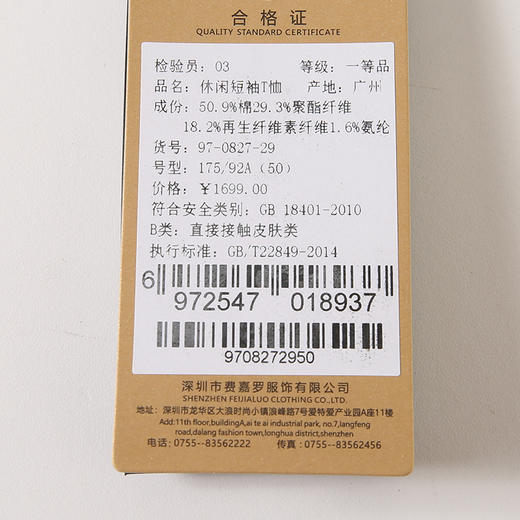 合格证
QUALITY STANDARD CERTIFICATE
检验员：03 等级：一等品
品名：休闲短袖T恤 产地：广州
成份：50.9%棉29.3%聚酯纤维
18.2%再生纤维素纤维1.6%氨纶
货号：97-0827-29
号型：175/92A（50）
价格：￥1699.00
符合安全类别：GB 18401-2010
B类：直接接触皮肤类
执行标准：GB/T22849-2014
6 972547 018937
9708272950
深圳市费嘉罗服饰有限公司
SHENZHEN FEIJIALUO CLOTHING CO.,LTD.
地址：深圳市龙华区大浪时尚小镇浪峰路7号爱特爱产业园A座11楼
Add:11th floor,buildingA,ai te ai industrial park, no.7,langfeng
road,dalang fashion town,longhua district,shenzhen
电话：0755--83562222 传真：0755--83562456